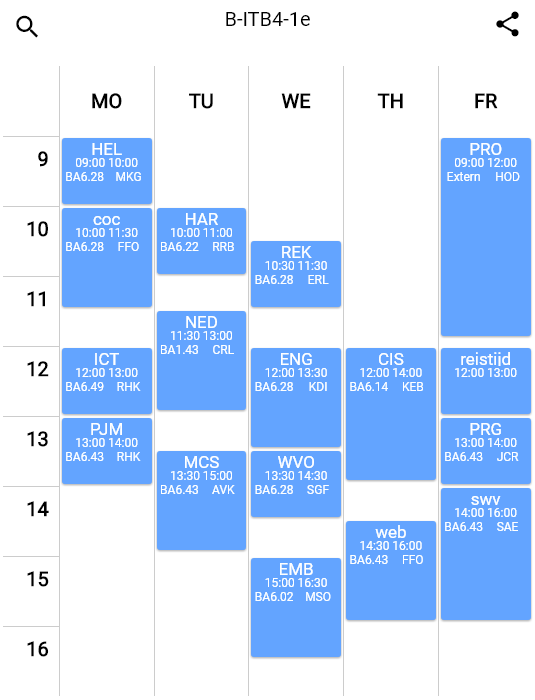 B-ITB4-1e
MO TU WE TH FR
9
10
11
12
13
14
15
16
HEL
09:00 10:00
BA6.28 MKG
coc
10:00 11:30
BA6.28 FFO
ICT
12:00 13:00
BA6.49 RHK
PJM
13:00 14:00
BA6.43 RHK
HAR
10:00 11:00
BA6.22 RRB
NED
11:30 13:00
BA1.43 CRL
MCS
13:30 15:00
BA6.43 AVK
REK
10:30 11:30
BA6.28 ERL
ENG
12:00 13:30
BA6.28 KDI
WVO
13:30 14:30
BA6.28 SGF
EMB
15:00 16:30
BA6.02 MSO
CIS
12:00 14:00
BA6.14 KEB
web
14:30 16:00
BA6.43 FFO
PRO
09:00 12:00
Extern HOD
reistijd
12:00 13:00
PRG
13:00 14:00
BA6.43 JCR
swv
14:00 16:00
BA6.43 SAE